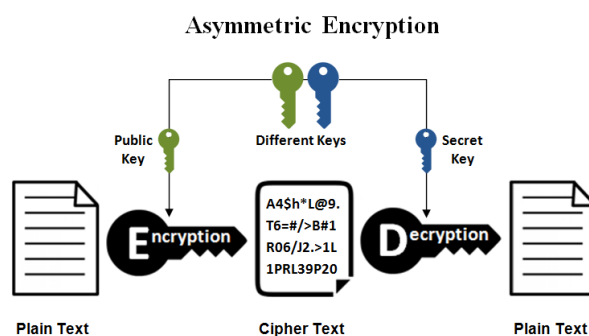 Asymmetric Encryption
Public
Key
Different Keys
Secret
Key
A4$h*L@9.
T6=#/>B#1
R06/J2.>1L
1PRL39P20
Encryption
Decryption
Plain Text
Cipher Text
Plain Text